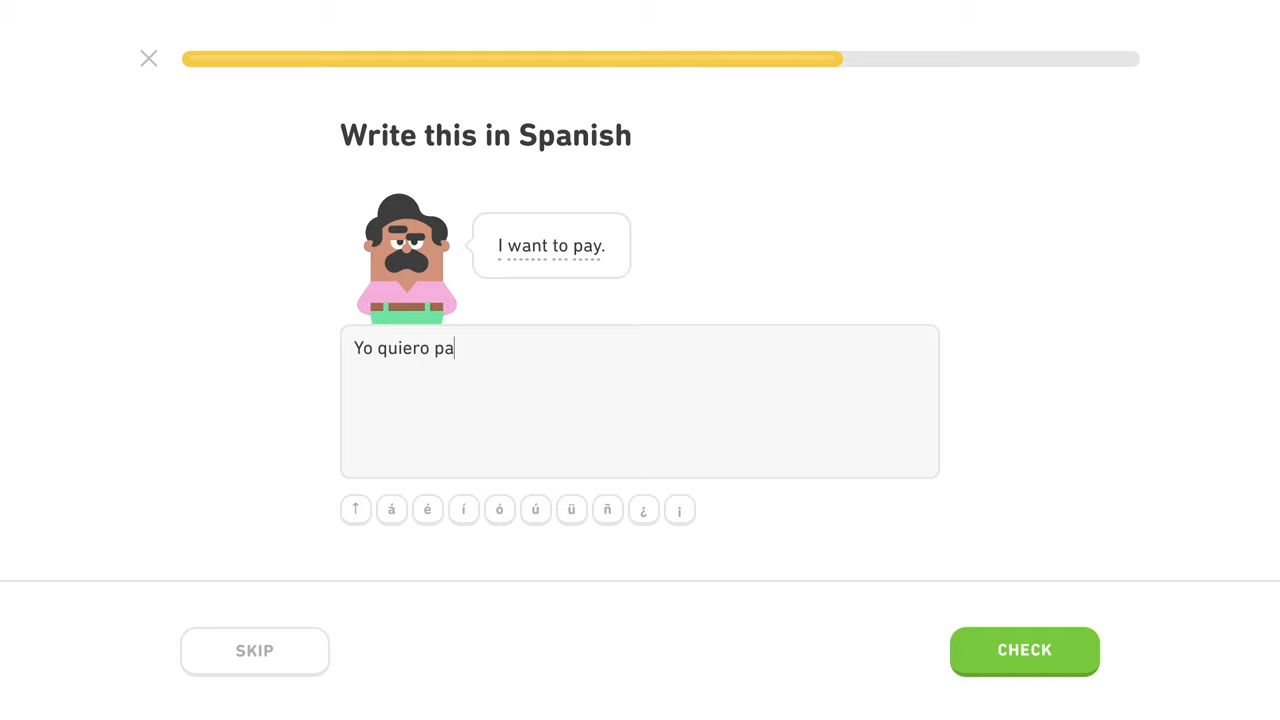 Write this in Spanish
I want to pay.
Yo quiero pa
↑ á é í ó ú ü ñ ¿ ¡
SKIP
CHECK